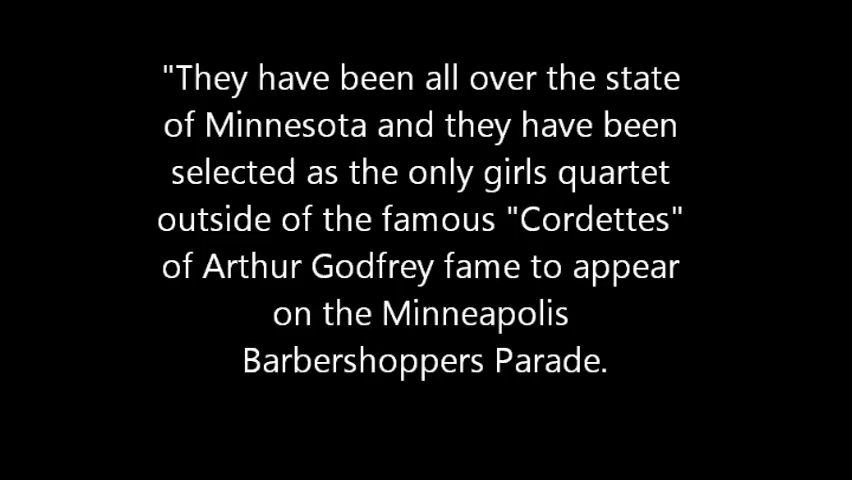 "They have been all over the state
of Minnesota and they have been
selected as the only girls quartet
outside of the famous "Cordettes"
of Arthur Godfrey fame to appear
on the Minneapolis
Barbershoppers Parade.